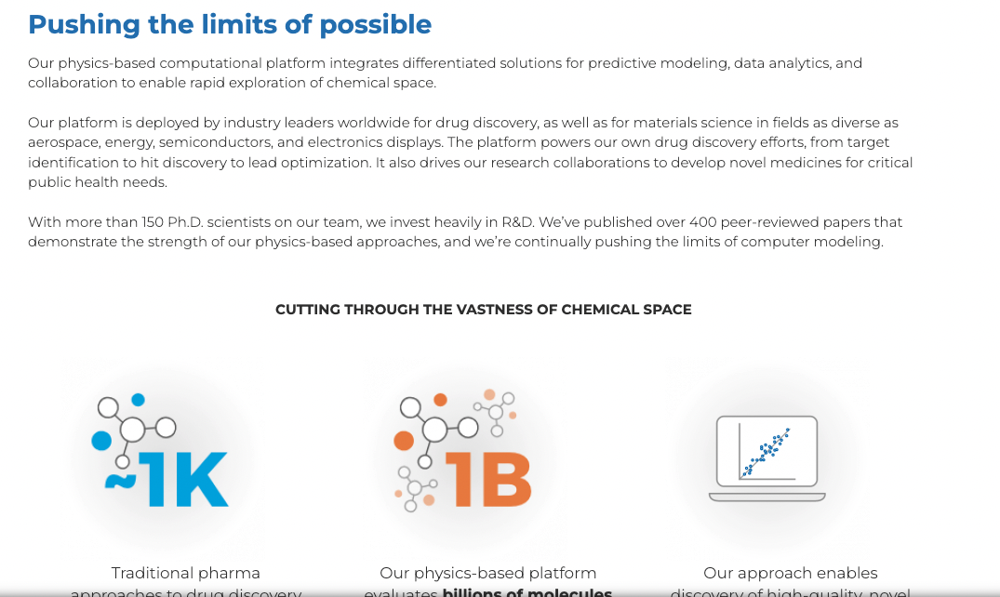 Pushing the limits of possible
Our physics-based computational platform integrates differentiated solutions for predictive modeling, data analytics, and
collaboration to enable rapid exploration of chemical space.
Our platform is deployed by industry leaders worldwide for drug discovery, as well as for materials science in fields as diverse as
aerospace, energy, semiconductors, and electronics displays. The platform powers our own drug discovery efforts, from target
identification to hit discovery to lead optimization. It also drives our research collaborations to develop novel medicines for critical
public health needs.
With more than 150 Ph.D. scientists on our team, we invest heavily in R&D. We’ve published over 400 peer-reviewed papers that
demonstrate the strength of our physics-based approaches, and we’re continually pushing the limits of computer modeling.
CUTTING THROUGH THE VASTNESS OF CHEMICAL SPACE
~1K
1B
Traditional pharma
approaches to drug discovery
Our physics-based platform
evaluates billions of molecules
Our approach enables
discovery of high-quality, novel